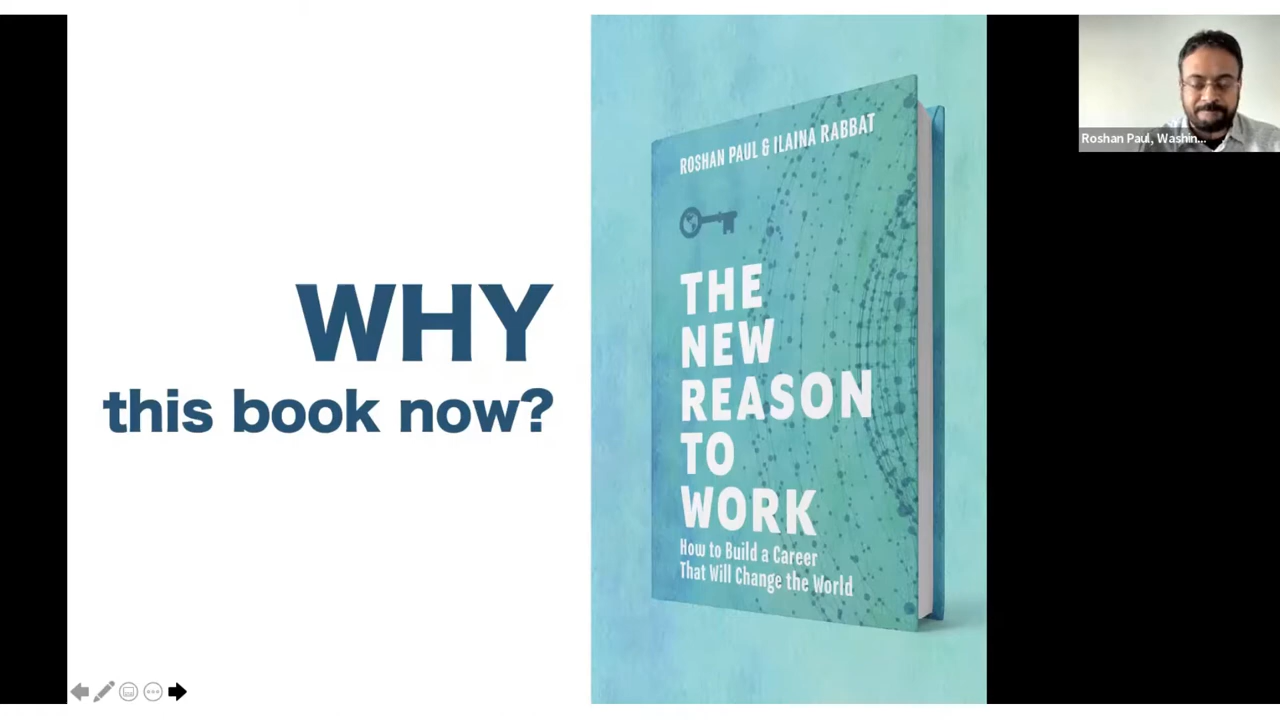 WHY
this book now?
ROSHAN PAUL & ILAINA RABBAT
THE
NEW
REASON
TO
WORK
How to Build a Career
That Will Change the World
Roshan Paul, Washin...